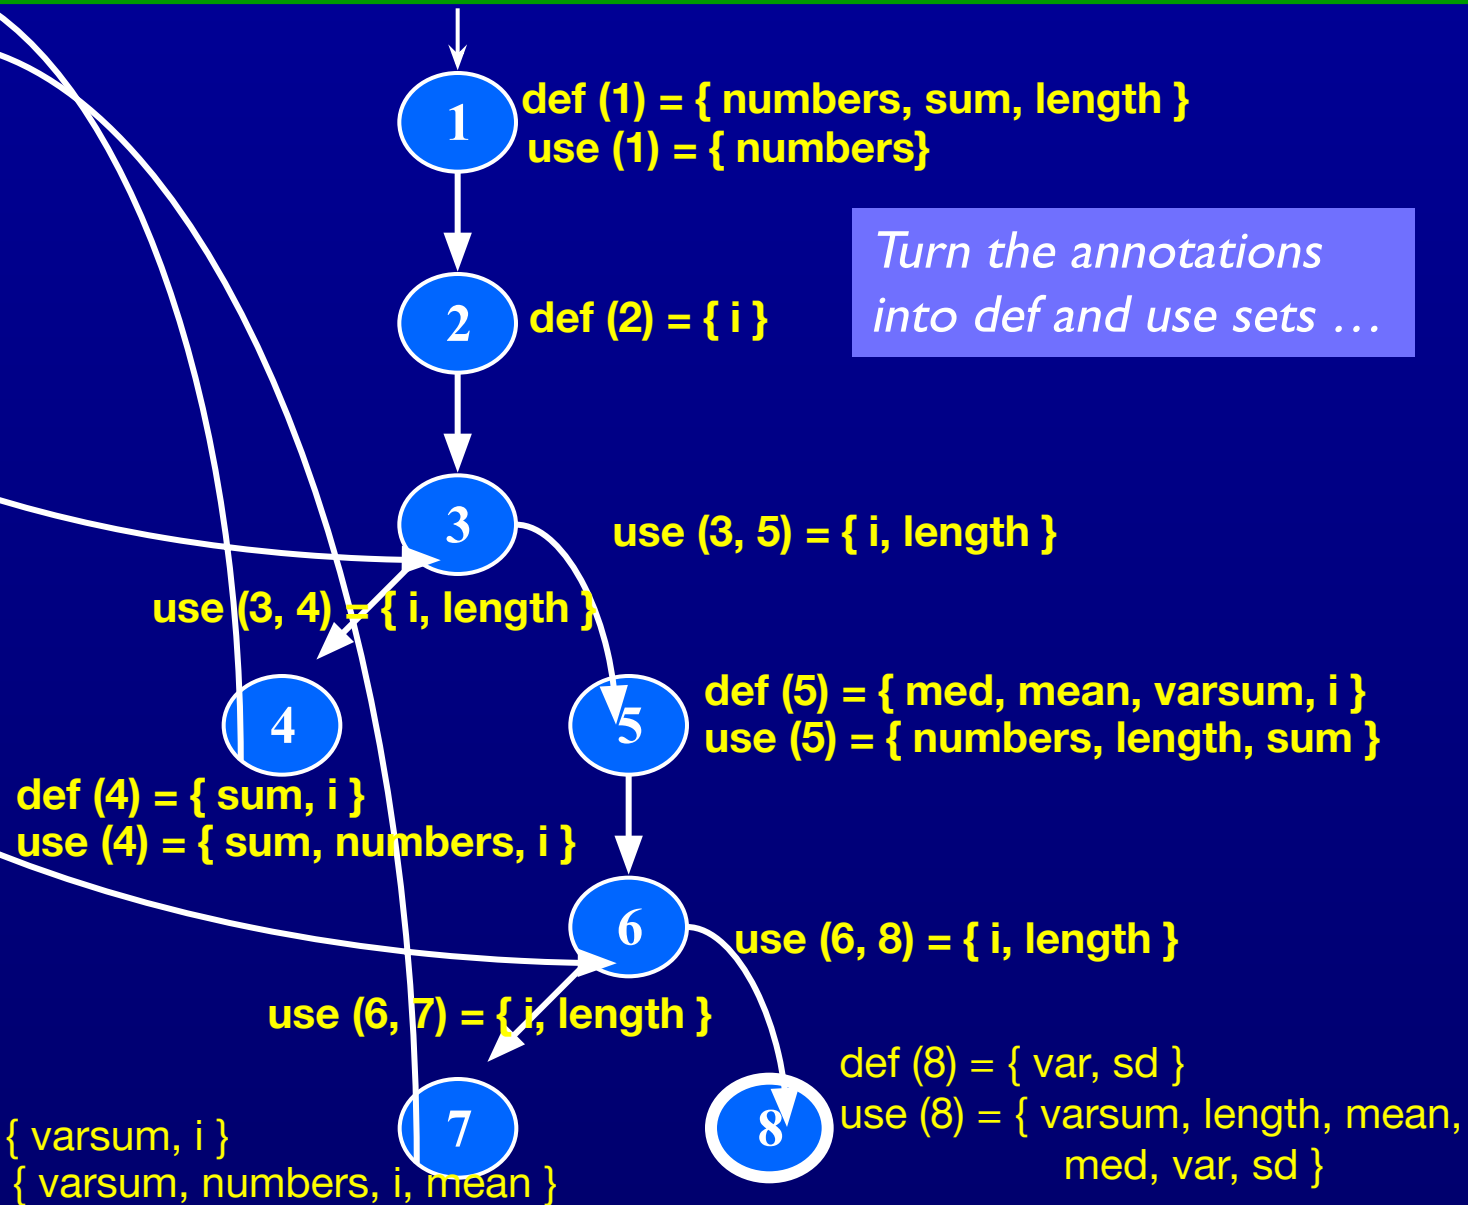 1
def (1) = { numbers, sum, length }
use (1) = { numbers}
Turn the annotations
into def and use sets …
2
def (2) = { i }
3
use (3, 5) = { i, length }
use (3, 4) = { i, length }
4
5
def (5) = { med, mean, varsum, i }
use (5) = { numbers, length, sum }
def (4) = { sum, i }
use (4) = { sum, numbers, i }
6
use (6, 8) = { i, length }
use (6, 7) = { i, length }
7
8
def (8) = { var, sd }
use (8) = { varsum, length, mean,
med, var, sd }
{ varsum, i }
{ varsum, numbers, i, mean }